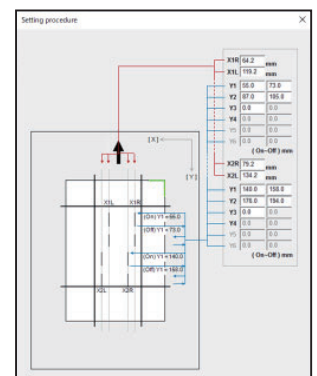 Setting procedure
X1R 64.2 mm
X1L 119.2 mm
Y1 55.0 73.0
Y2 87.0 105.0
Y3 0.0 0.0
Y4 0.0 0.0
Y5 0.0 0.0
Y6 0.0 0.0
( On-Off ) mm
X2R 79.2 mm
X2L 134.2 mm
Y1 140.0 158.0
Y2 176.0 194.0
Y3 0.0 0.0
Y4 0.0 0.0
Y5 0.0 0.0
Y6 0.0 0.0
( On-Off ) mm
[X]
[Y]
X1L X1R
(On) Y1
(Off) Y1 = 73.0
(On) Y1 = 140.0
(Off) Y1
X2L X2R